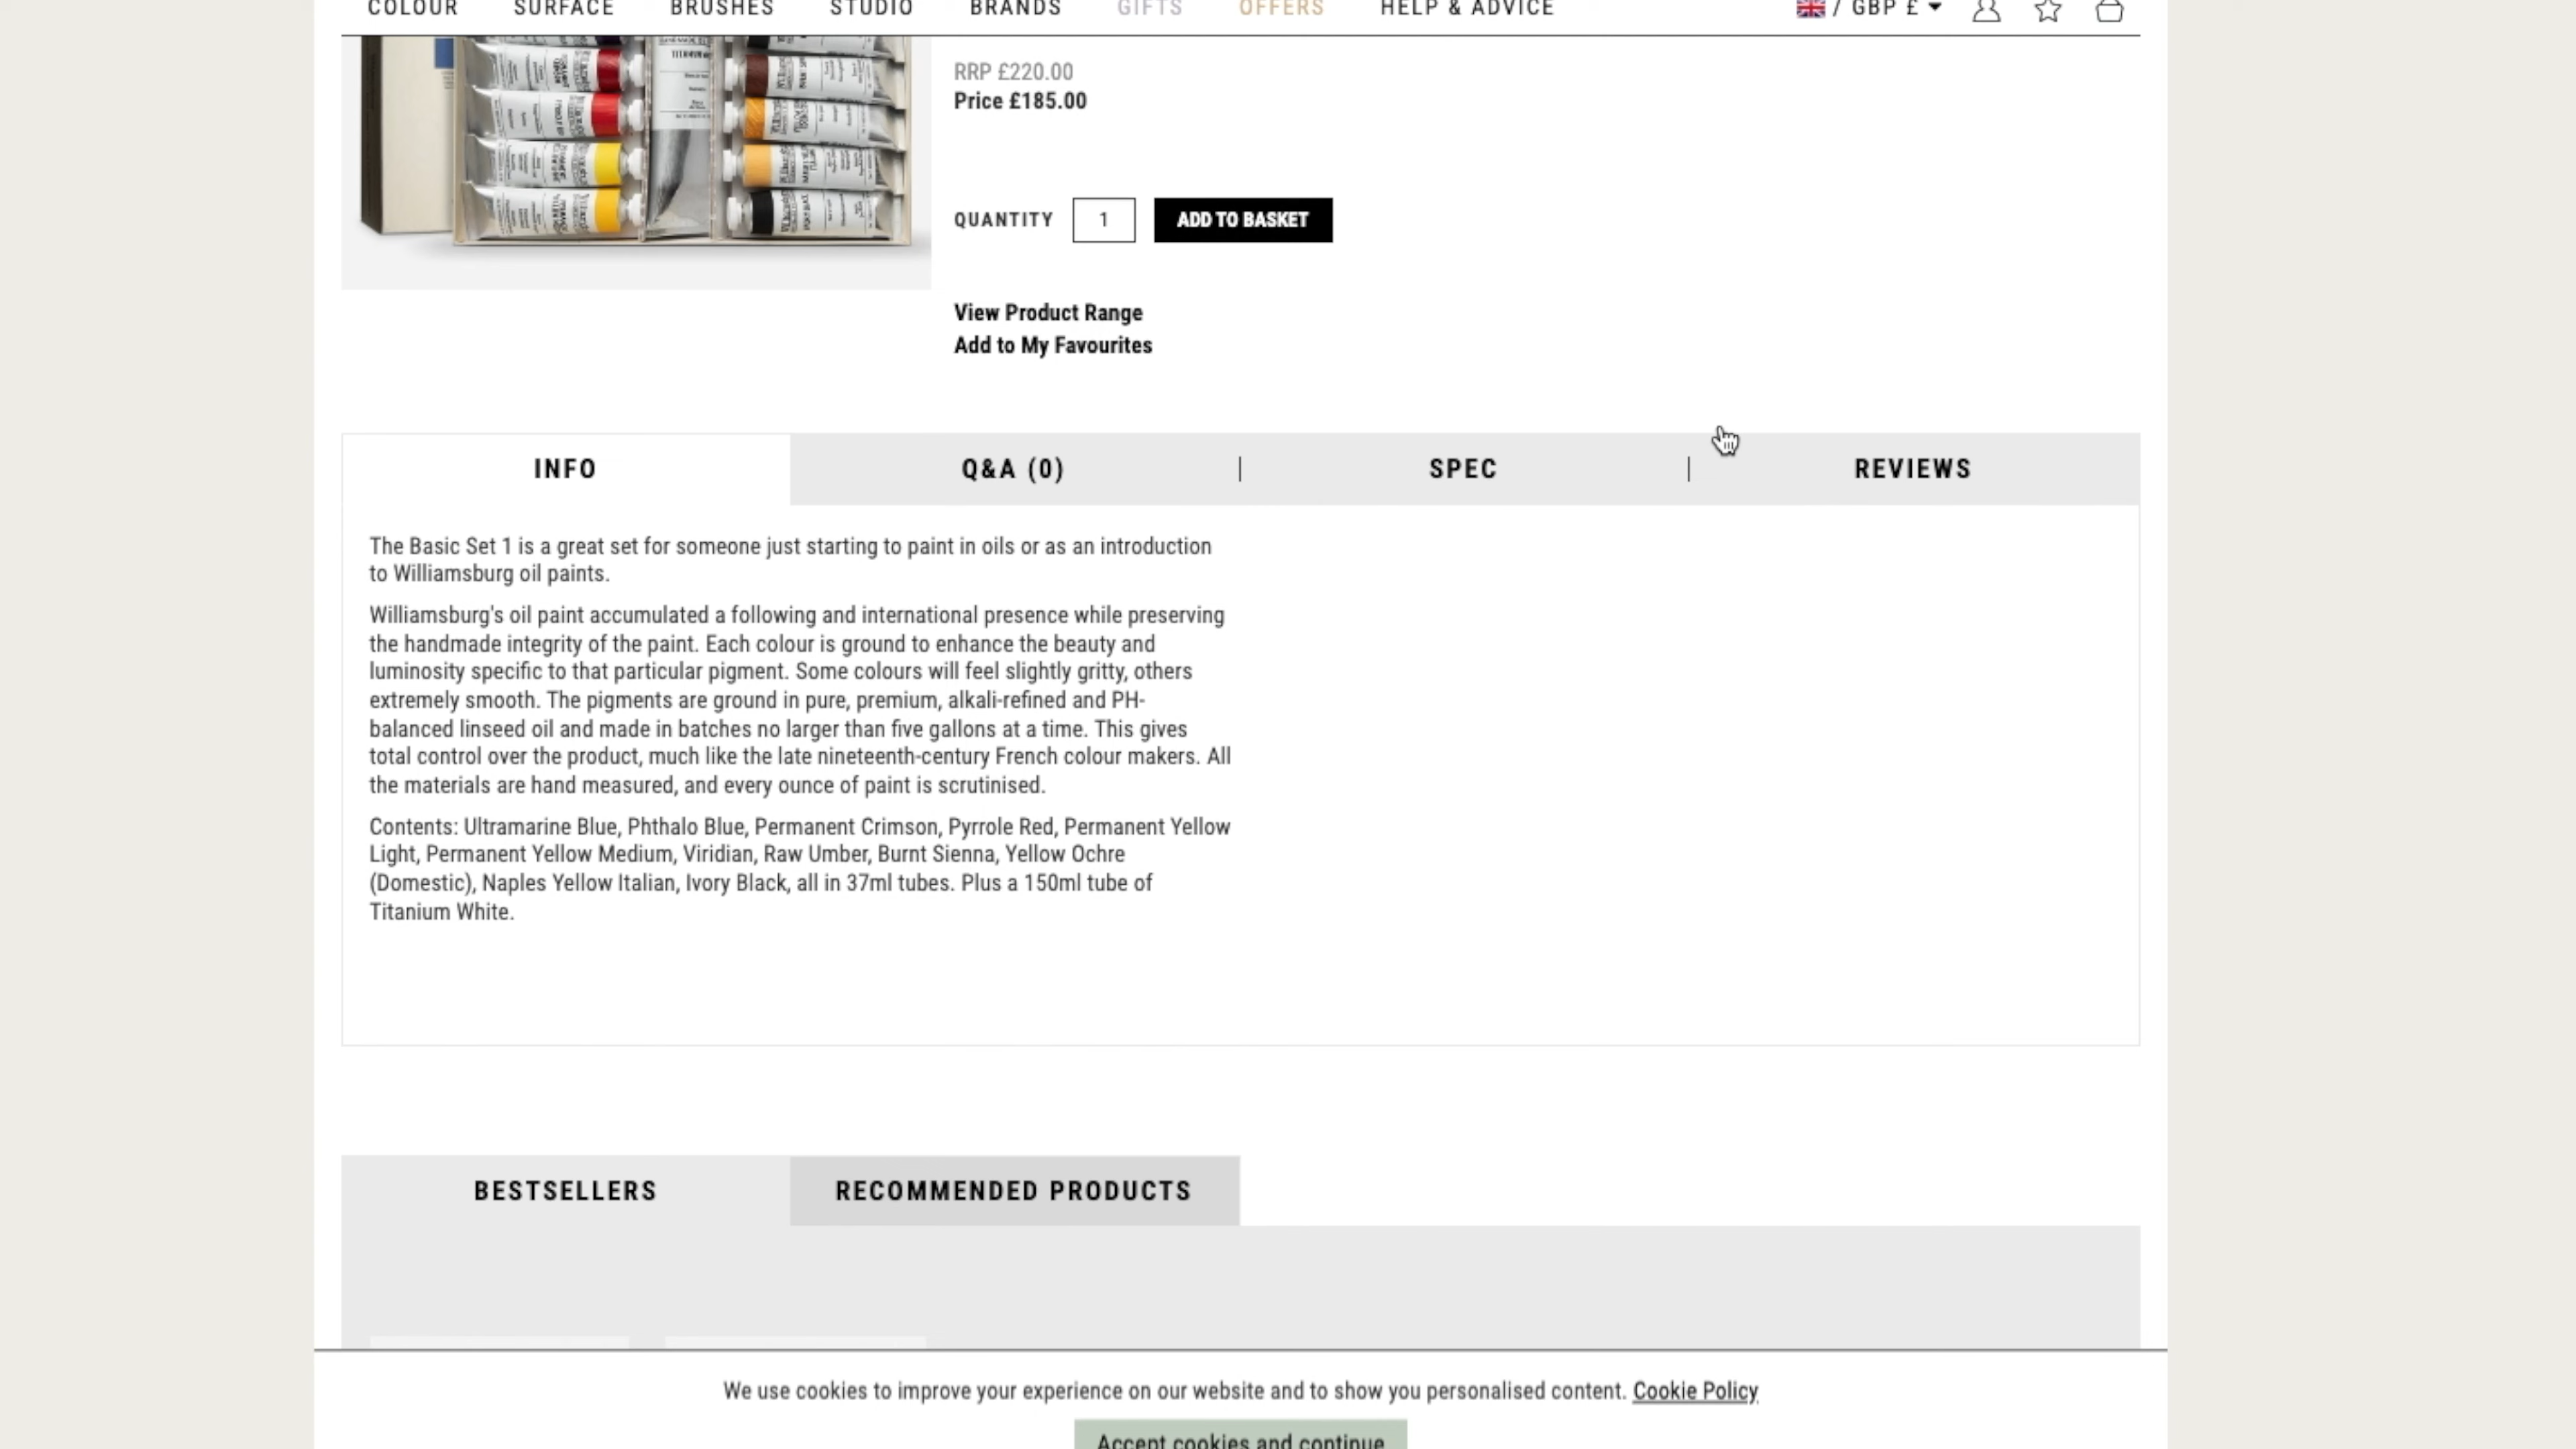 COLOUR SURFACE BRUSHES STUDIO BRANDS GIFTS OFFERS HELP & ADVICE / GBP £
RRP £220.00
Price £185.00
QUANTITY 1 ADD TO BASKET
View Product Range
Add to My Favourites
INFO Q&A (0) | SPEC | REVIEWS
The Basic Set 1 is a great set for someone just starting to paint in oils or as an introduction
to Williamsburg oil paints.
Williamsburg's oil paint accumulated a following and international presence while preserving
the handmade integrity of the paint. Each colour is ground to enhance the beauty and
luminosity specific to that particular pigment. Some colours will feel slightly gritty, others
extremely smooth. The pigments are ground in pure, premium, alkali-refined and PH-
balanced linseed oil and made in batches no larger than five gallons at a time. This gives
total control over the product, much like the late nineteenth-century French colour makers. All
the materials are hand measured, and every ounce of paint is scrutinised.
Contents: Ultramarine Blue, Phthalo Blue, Permanent Crimson, Pyrrole Red, Permanent Yellow
Light, Permanent Yellow Medium, Viridian, Raw Umber, Burnt Sienna, Yellow Ochre
(Domestic), Naples Yellow Italian, Ivory Black, all in 37ml tubes. Plus a 150ml tube of
Titanium White.
BESTSELLERS RECOMMENDED PRODUCTS
We use cookies to improve your experience on our website and to show you personalised content. Cookie Policy
Accept cookies and continue